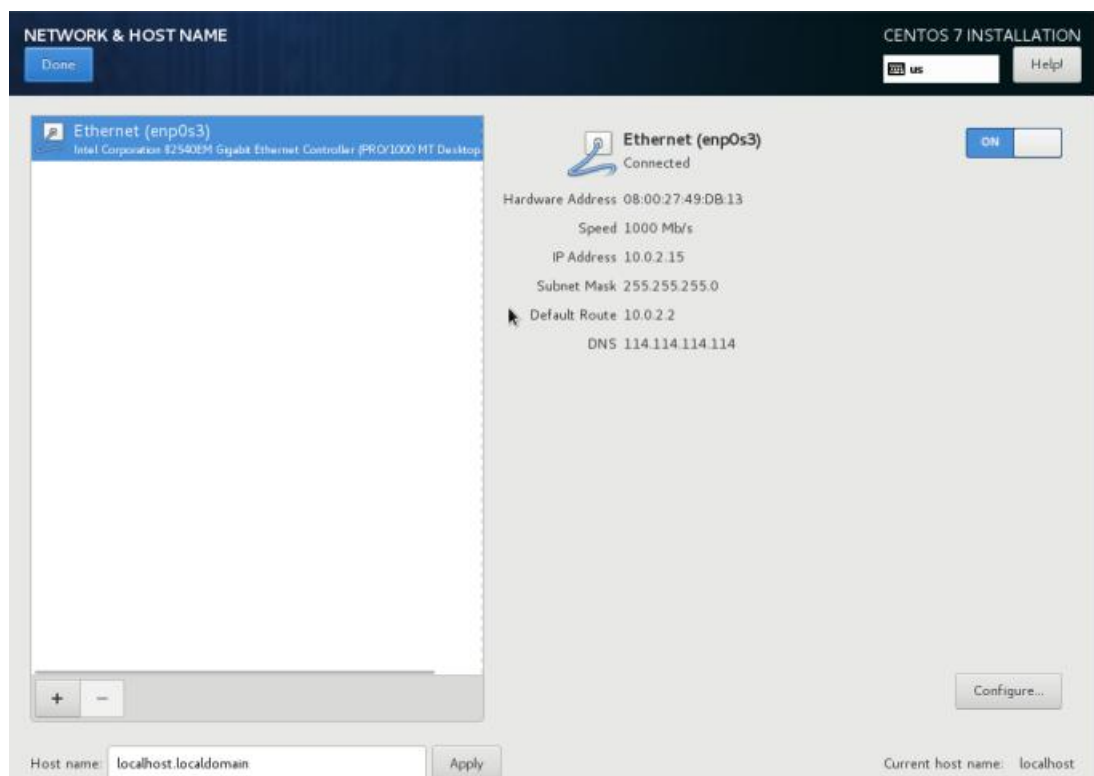 NETWORK & HOST NAME
CENTOS 7 INSTALLATION
Done
us
Help!
Ethernet (enp0s3)
Intel Corporation 82540EM Gigabit Ethernet Controller (PRO/1000 MT Desktop
Ethernet (enp0s3)
Connected
ON
Hardware Address 08:00:27:49:DB:13
Speed 1000 Mb/s
IP Address 10.0.2.15
Subnet Mask 255.255.255.0
Default Route 10.0.2.2
DNS 114.114.114.114
+ −
Configure...
Host name: localhost.localdomain
Apply
Current host name: localhost